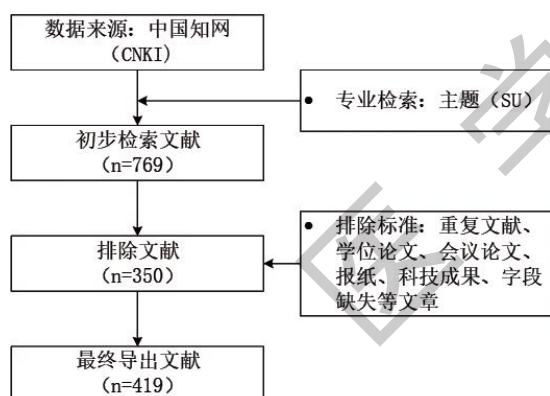 数据来源：中国知网
（CNKI）
• 专业检索：主题（SU）
初步检索文献
（n=769）
• 排除标准：重复文献、
学位论文、会议论文、
报纸、科技成果、字段
缺失等文章
排除文献
（n=350）
最终导出文献
（n=419）
医学